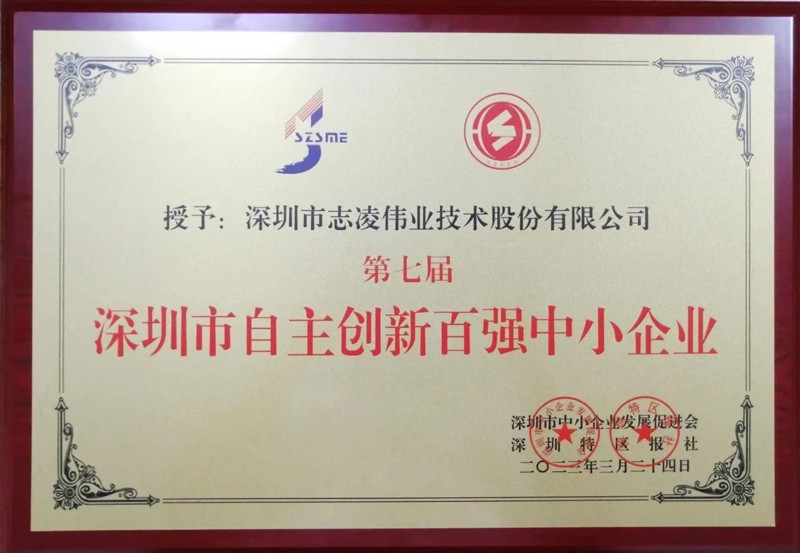 SZSME
授予：深圳市志凌伟业技术股份有限公司
第七届
深圳市自主创新百强中小企业
深圳市中小企业发展促进会
深圳特区报社
二〇二三年三月二十四日